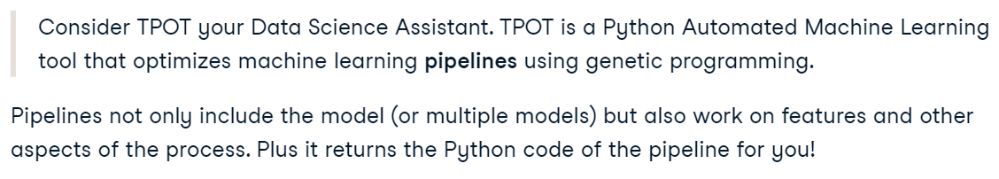 Consider TPOT your Data Science Assistant. TPOT is a Python Automated Machine Learning
tool that optimizes machine learning pipelines using genetic programming.
Pipelines not only include the model (or multiple models) but also work on features and other
aspects of the process. Plus it returns the Python code of the pipeline for you!